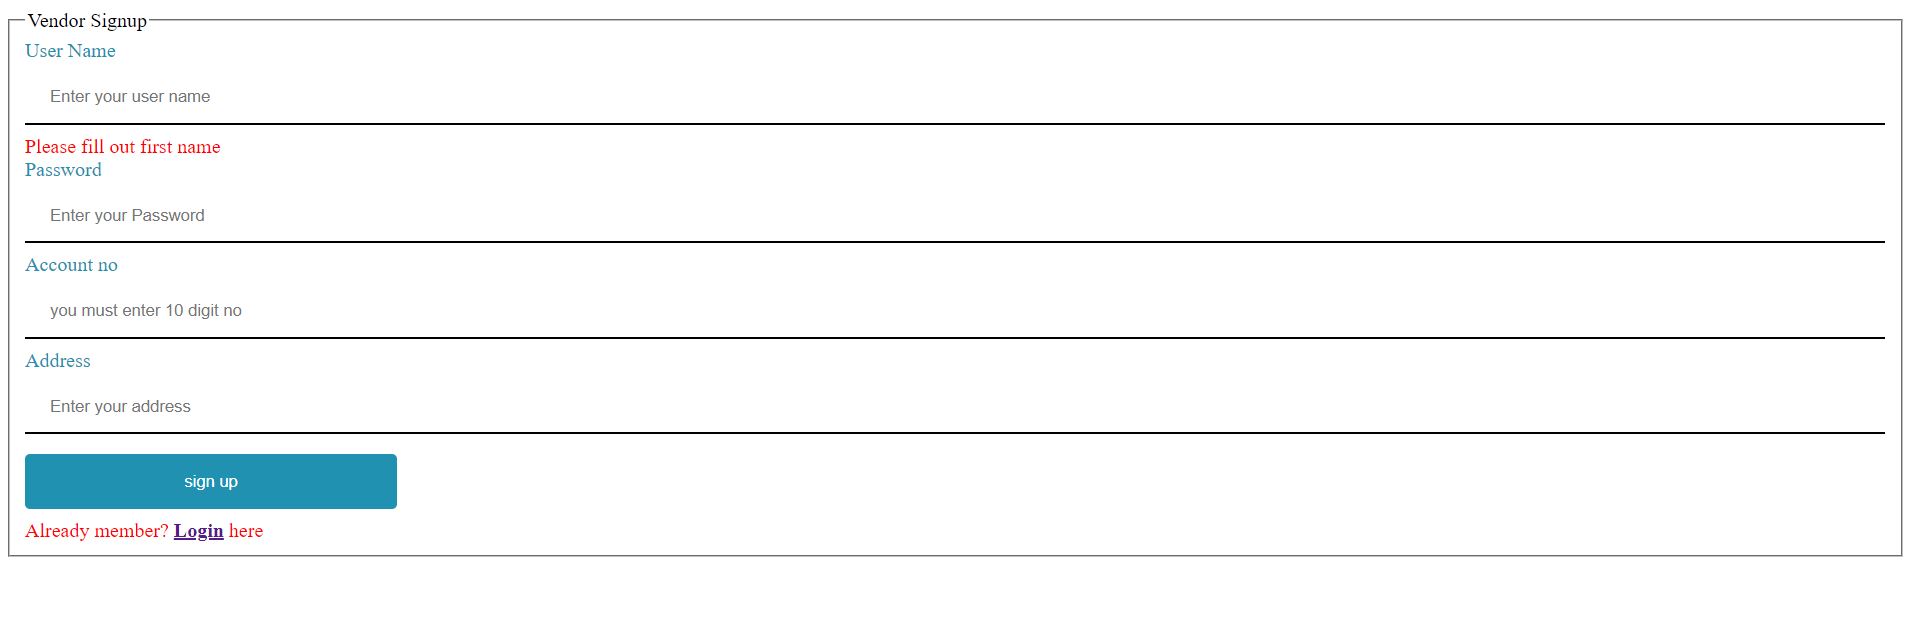 Vendor Signup
User Name
Enter your user name
Please fill out first name
Password
Enter your Password
Account no
you must enter 10 digit no
Address
Enter your address
sign up
Already member? Login here